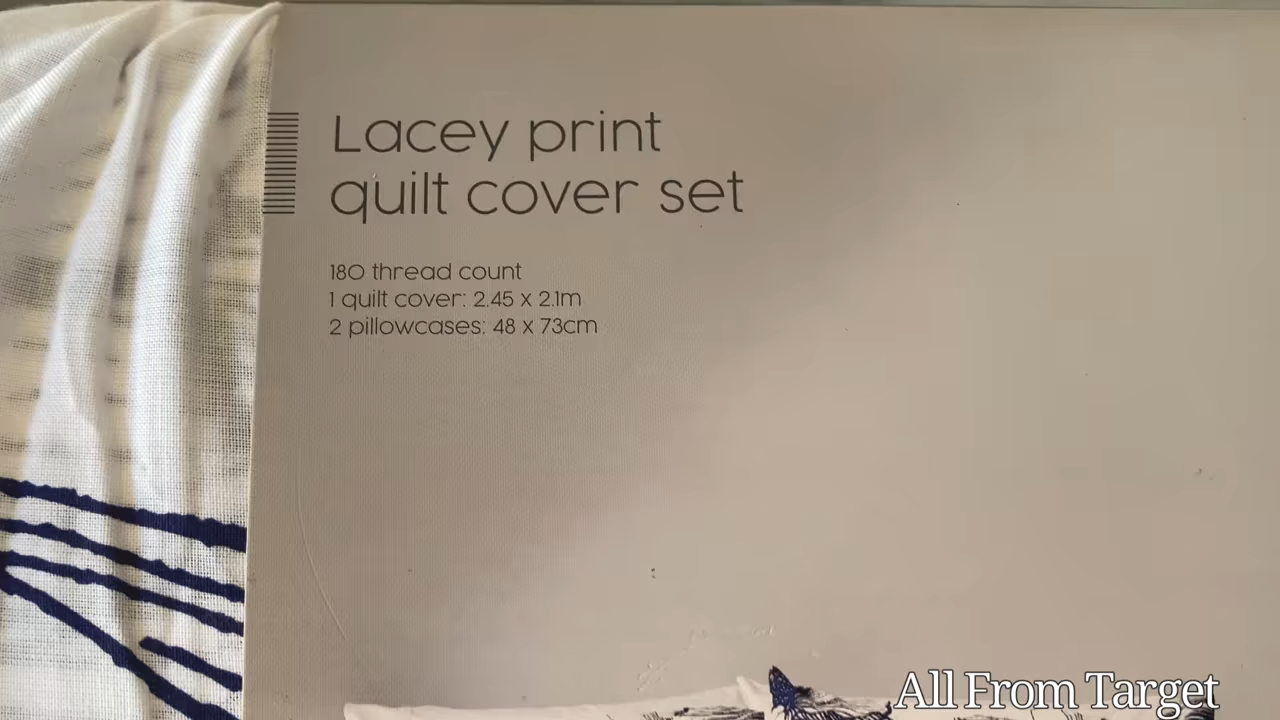 Lacey print
quilt cover set
180 thread count
1 quilt cover: 2.45 x 2.1m
2 pillowcases: 48 x 73cm
All From Target